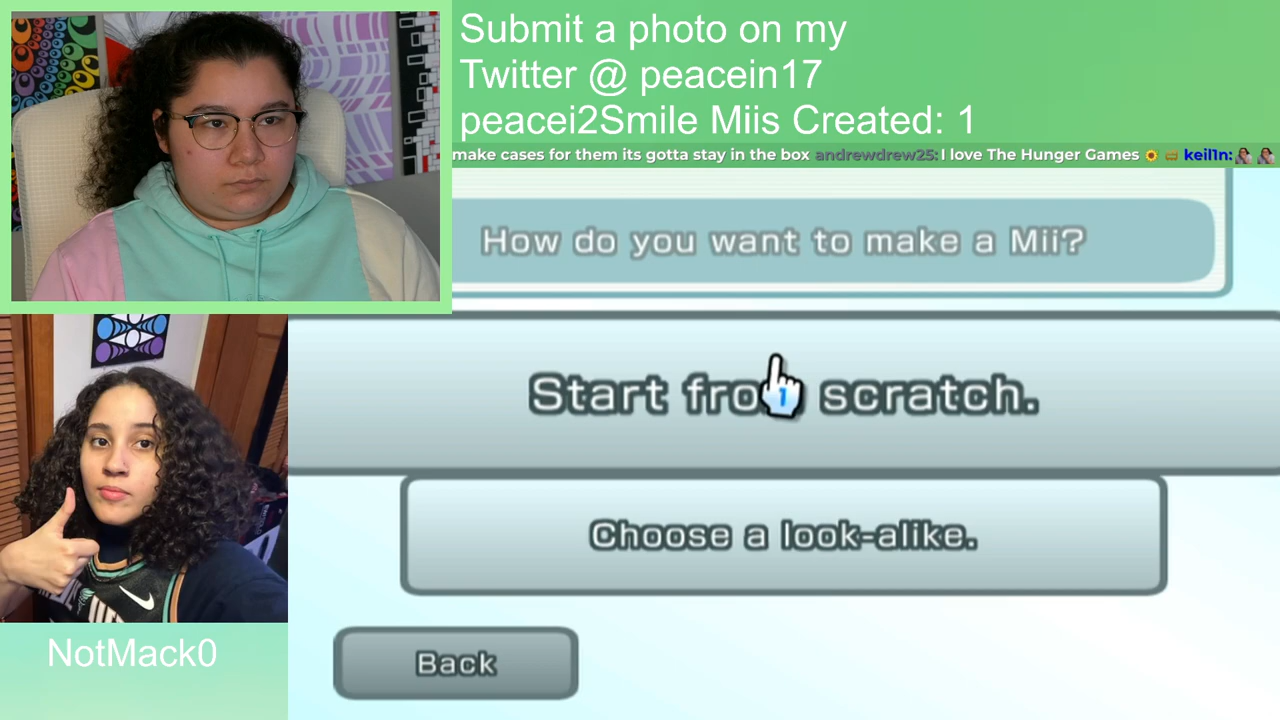 Submit a photo on my
Twitter @ peacein17
peacei2Smile Miis Created: 1
make cases for them its gotta stay in the box andrewdrew25: I love The Hunger Games 🌻 keil1n:
How do you want to make a Mii?
Start from scratch.
1
Choose a look-alike.
Back
NotMack0